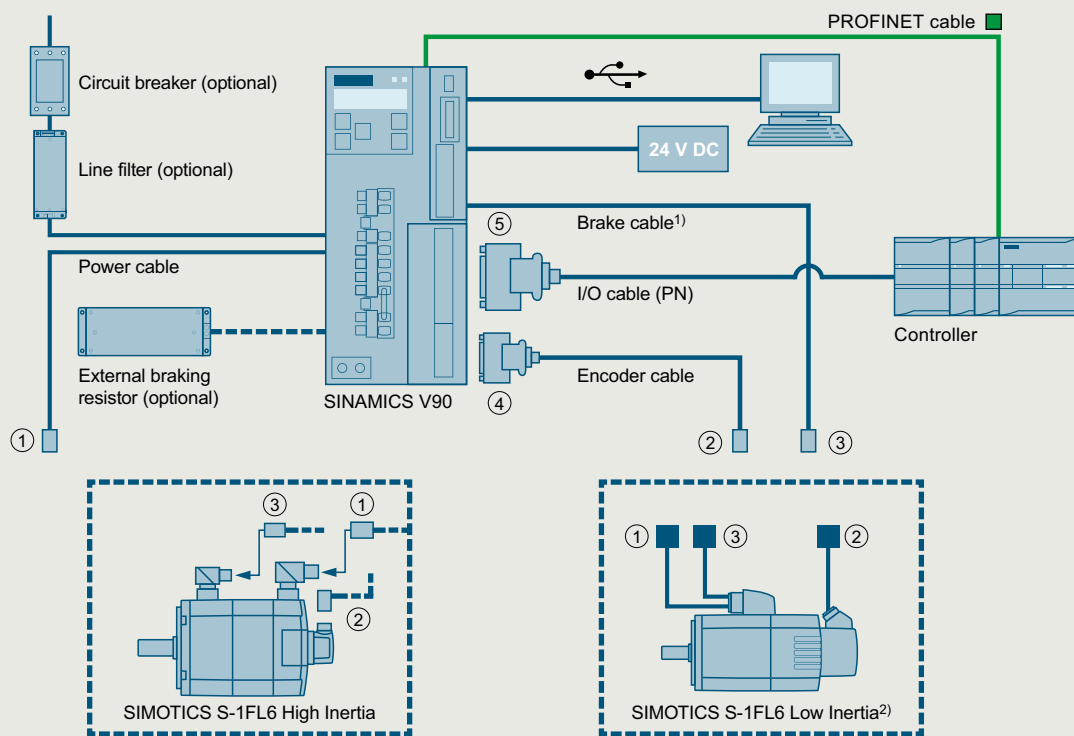 PROFINET cable
Circuit breaker (optional)
Line filter (optional)
24 V DC
Brake cable¹⁾
⑤
Power cable
I/O cable (PN)
Controller
External braking
resistor (optional)
Encoder cable
SINAMICS V90
④
①
②
③
③
①
②
SIMOTICS S-1FL6 High Inertia
①
③
②
SIMOTICS S-1FL6 Low Inertia²⁾